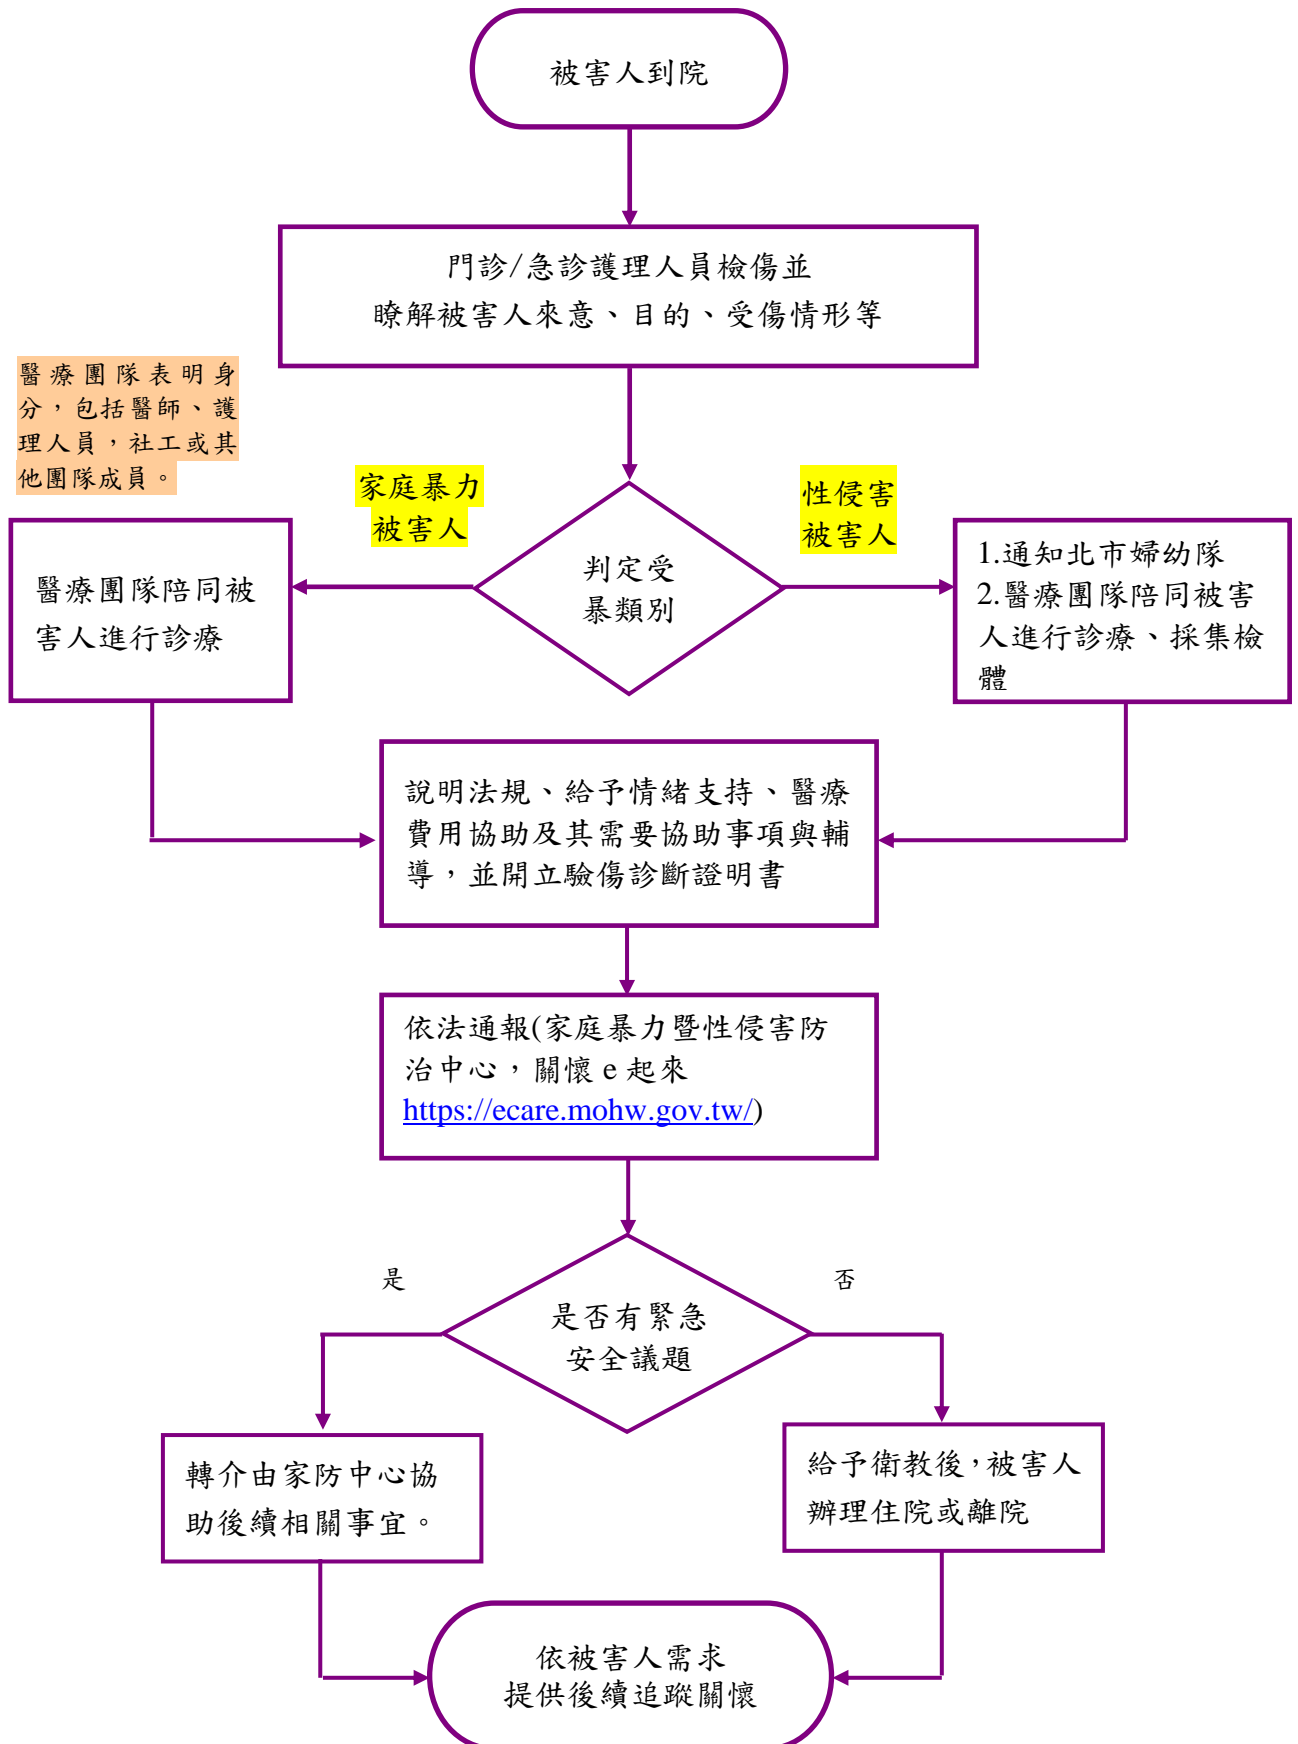 被害人到院
門診/急診護理人員檢傷並
瞭解被害人來意、目的、受傷情形等
醫療團隊表明身
分，包括醫師、護
理人員，社工或其
他團隊成員。
家庭暴力
被害人
性侵害
被害人
判定受
暴類別
醫療團隊陪同被
害人進行診療
1.通知北市婦幼隊
2.醫療團隊陪同被害
人進行診療、採集檢
體
說明法規、給予情緒支持、醫療
費用協助及其需要協助事項與輔
導，並開立驗傷診斷證明書
依法通報(家庭暴力暨性侵害防
治中心，關懷 e 起來
https://ecare.mohw.gov.tw/)
是
否
是否有緊急
安全議題
轉介由家防中心協
助後續相關事宜。
給予衛教後，被害人
辦理住院或離院
依被害人需求
提供後續追蹤關懷